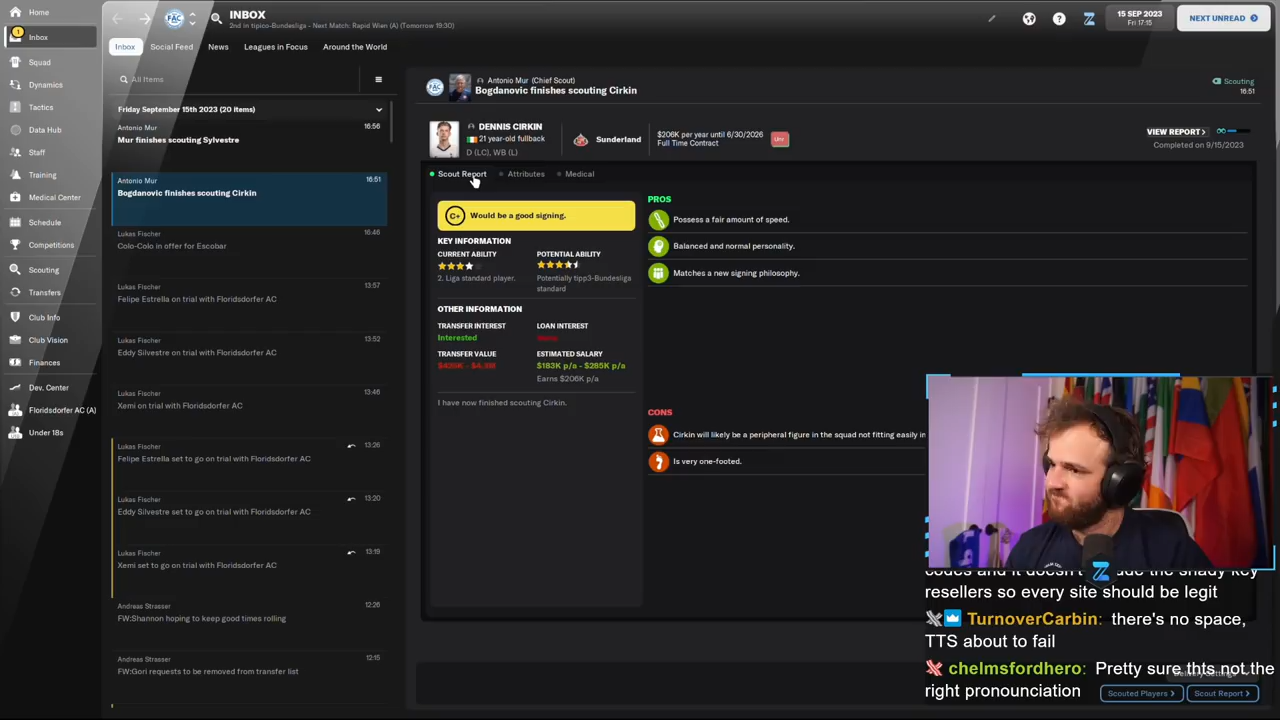 Home
INBOX
2nd in tipico-Bundesliga - Next Match: Rapid Wien (A) (Tomorrow 19:30)
15 SEP 2023
Fri 17:15
NEXT UNREAD
1
Inbox
Squad
Dynamics
Tactics
Data Hub
Staff
Training
Medical Center
Schedule
Competitions
Scouting
Transfers
Club Info
Club Vision
Finances
Dev. Center
Floridsdorfer AC (A)
Under 18s
Inbox
Social Feed
News
Leagues in Focus
Around the World
All Items
Friday September 15th 2023 (20 items)
Antonio Mur
16:56
Mur finishes scouting Sylvestre
Antonio Mur
16:51
Bogdanovic finishes scouting Cirkin
Lukas Fischer
16:46
Colo-Colo in offer for Escobar
Lukas Fischer
13:57
Felipe Estrella on trial with Floridsdorfer AC
Lukas Fischer
13:52
Eddy Silvestre on trial with Floridsdorfer AC
Lukas Fischer
13:46
Xemi on trial with Floridsdorfer AC
Lukas Fischer
13:26
Felipe Estrella set to go on trial with Floridsdorfer AC
Lukas Fischer
13:20
Eddy Silvestre set to go on trial with Floridsdorfer AC
Lukas Fischer
13:19
Xemi set to go on trial with Floridsdorfer AC
Andreas Strasser
12:26
FW:Shannon hoping to keep good times rolling
Andreas Strasser
12:15
FW:Gori requests to be removed from transfer list
Antonio Mur (Chief Scout)
Bogdanovic finishes scouting Cirkin
Scouting
16:51
DENNIS CIRKIN
21 year-old fullback
D (LC), WB (L)
Sunderland
$206K per year until 6/30/2026
Full Time Contract
VIEW REPORT
Completed on 9/15/2023
Scout Report
Attributes
Medical
C+
Would be a good signing.
KEY INFORMATION
CURRENT ABILITY
POTENTIAL ABILITY
2. Liga standard player.
Potentially tipp3-Bundesliga
standard
OTHER INFORMATION
TRANSFER INTEREST
LOAN INTEREST
Interested
TRANSFER VALUE
ESTIMATED SALARY
$183K p/a - $285K p/a
Earns $206K p/a
I have now finished scouting Cirkin.
PROS
Possess a fair amount of speed.
Balanced and normal personality.
Matches a new signing philosophy.
CONS
Cirkin will likely be a peripheral figure in the squad not fitting easily in
Is very one-footed.
resellers so every site should be legit
TurnoverCarbin: there's no space,
TTS about to fail
chelmsfordhero: Pretty sure thts not the
right pronounciation
Scouted Players
Scout Report